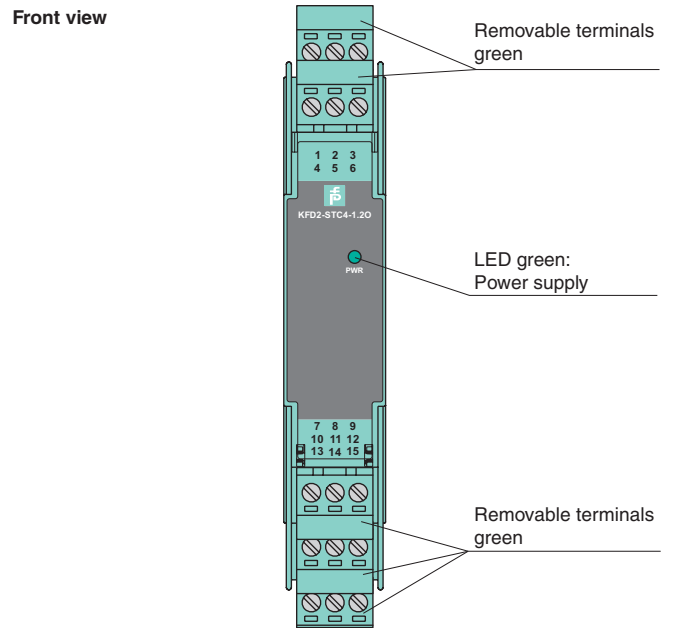 Front view
Removable terminals
green
1 2 3
4 5 6
KFD2-STC4-1.2O
PWR
LED green:
Power supply
7 8 9
10 11 12
13 14 15
Removable terminals
green